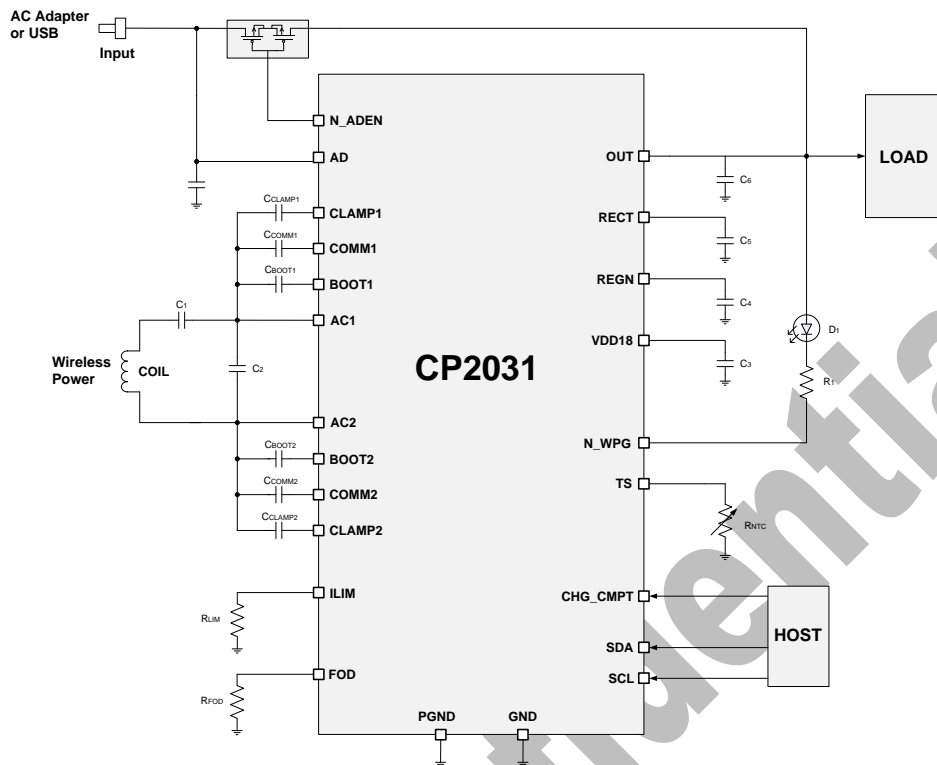 AC Adapter
or USB
Input
N_ADEN
AD
CLAMP1
COMM1
BOOT1
AC1
AC2
BOOT2
COMM2
CLAMP2
ILIM
FOD
PGND
GND
CP2031
OUT
RECT
REGN
VDD18
N_WPG
TS
CHG_CMPT
SDA
SCL
CCLAMP1
CCOMM1
CBOOT1
C1
C2
Wireless
Power
COIL
CBOOT2
CCOMM2
CCLAMP2
RLIM
RFOD
C6
C5
C4
C3
D1
R1
RNTC
LOAD
HOST